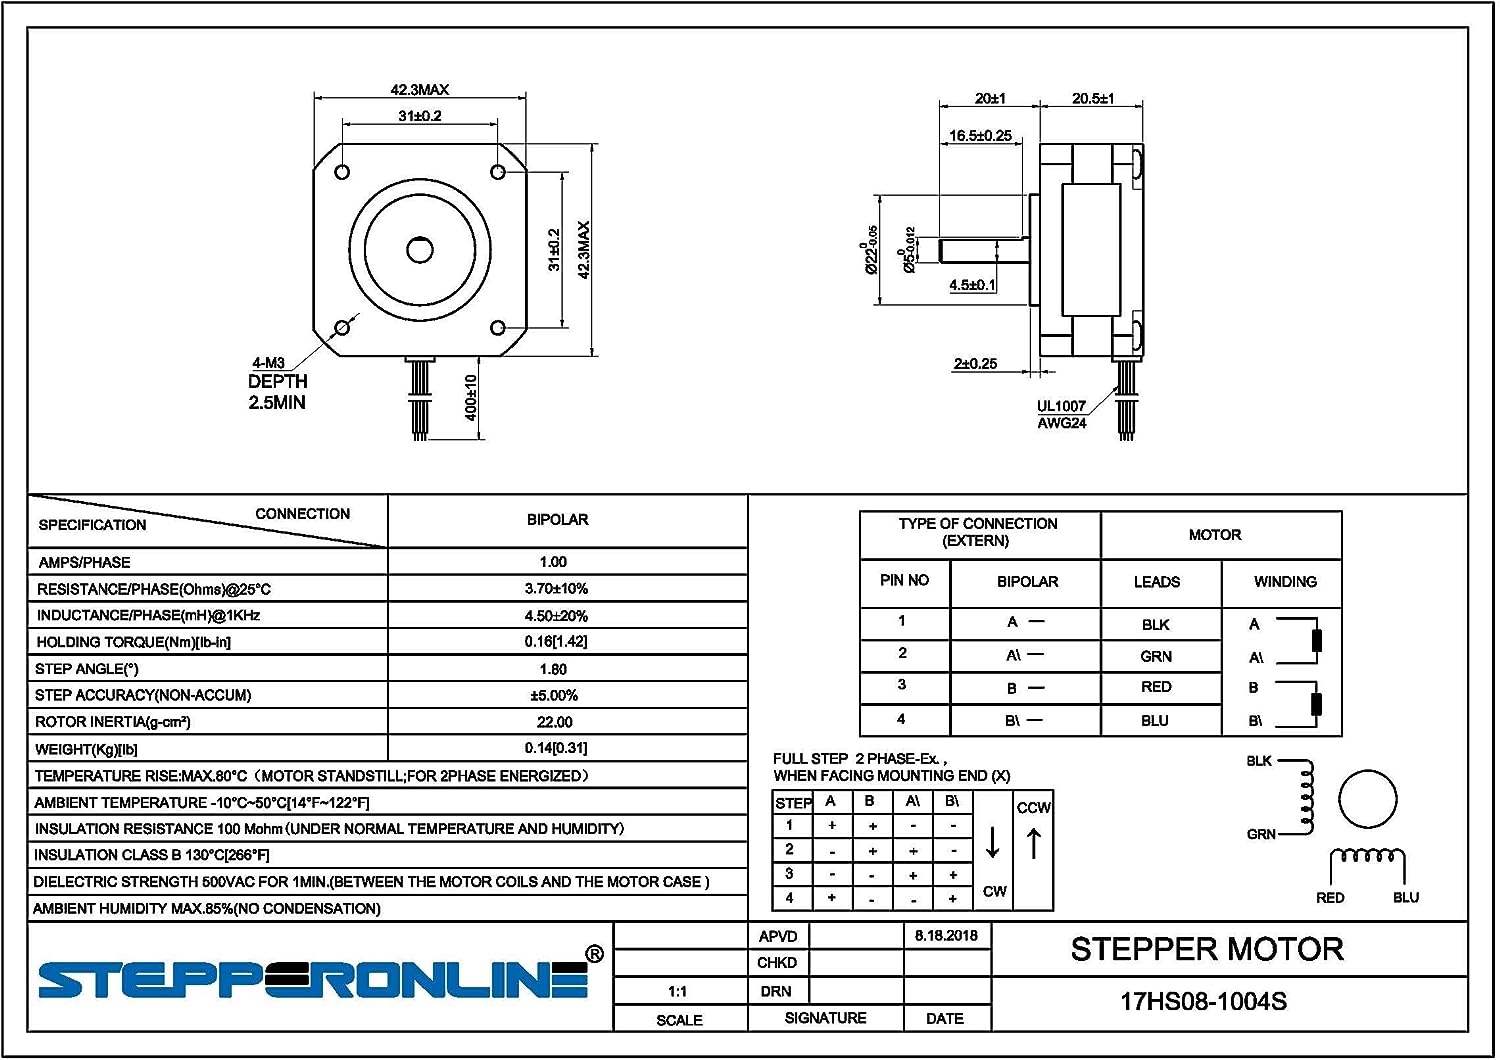 42.3MAX
31±0.2
31±0.2
42.3MAX
4-M3
DEPTH
2.5MIN
400±10
20±1
20.5±1
16.5±0.25
Ø22 0 -0.05
Ø5 0 -0.012
4.5±0.1
2±0.25
UL1007
AWG24
SPECIFICATION CONNECTION BIPOLAR
AMPS/PHASE 1.00
RESISTANCE/PHASE(Ohms)@25°C 3.70±10%
INDUCTANCE/PHASE(mH)@1KHz 4.50±20%
HOLDING TORQUE(Nm)[lb-in] 0.16[1.42]
STEP ANGLE(°) 1.80
STEP ACCURACY(NON-ACCUM) ±5.00%
ROTOR INERTIA(g-cm²) 22.00
WEIGHT(Kg)[lb] 0.14[0.31]
TEMPERATURE RISE:MAX.80°C (MOTOR STANDSTILL;FOR 2PHASE ENERGIZED)
AMBIENT TEMPERATURE -10°C~50°C[14°F~122°F]
INSULATION RESISTANCE 100 Mohm(UNDER NORMAL TEMPERATURE AND HUMIDITY)
INSULATION CLASS B 130°C[266°F]
DIELECTRIC STRENGTH 500VAC FOR 1MIN.(BETWEEN THE MOTOR COILS AND THE MOTOR CASE )
AMBIENT HUMIDITY MAX.85%(NO CONDENSATION)
TYPE OF CONNECTION
(EXTERN)
MOTOR
PIN NO BIPOLAR LEADS WINDING
1 A — BLK A
2 A\ — GRN A\
3 B — RED B
4 B\ — BLU B\
FULL STEP 2 PHASE-Ex. ,
WHEN FACING MOUNTING END (X)
STEP A B A\ B\
1 + + - -
2 - + + -
3 - - + +
4 + - - +
CW
CCW
BLK
GRN
RED
BLU
STEPPERONLINE®
1:1
SCALE
APVD 8.18.2018
CHKD
DRN
SIGNATURE DATE
STEPPER MOTOR
17HS08-1004S